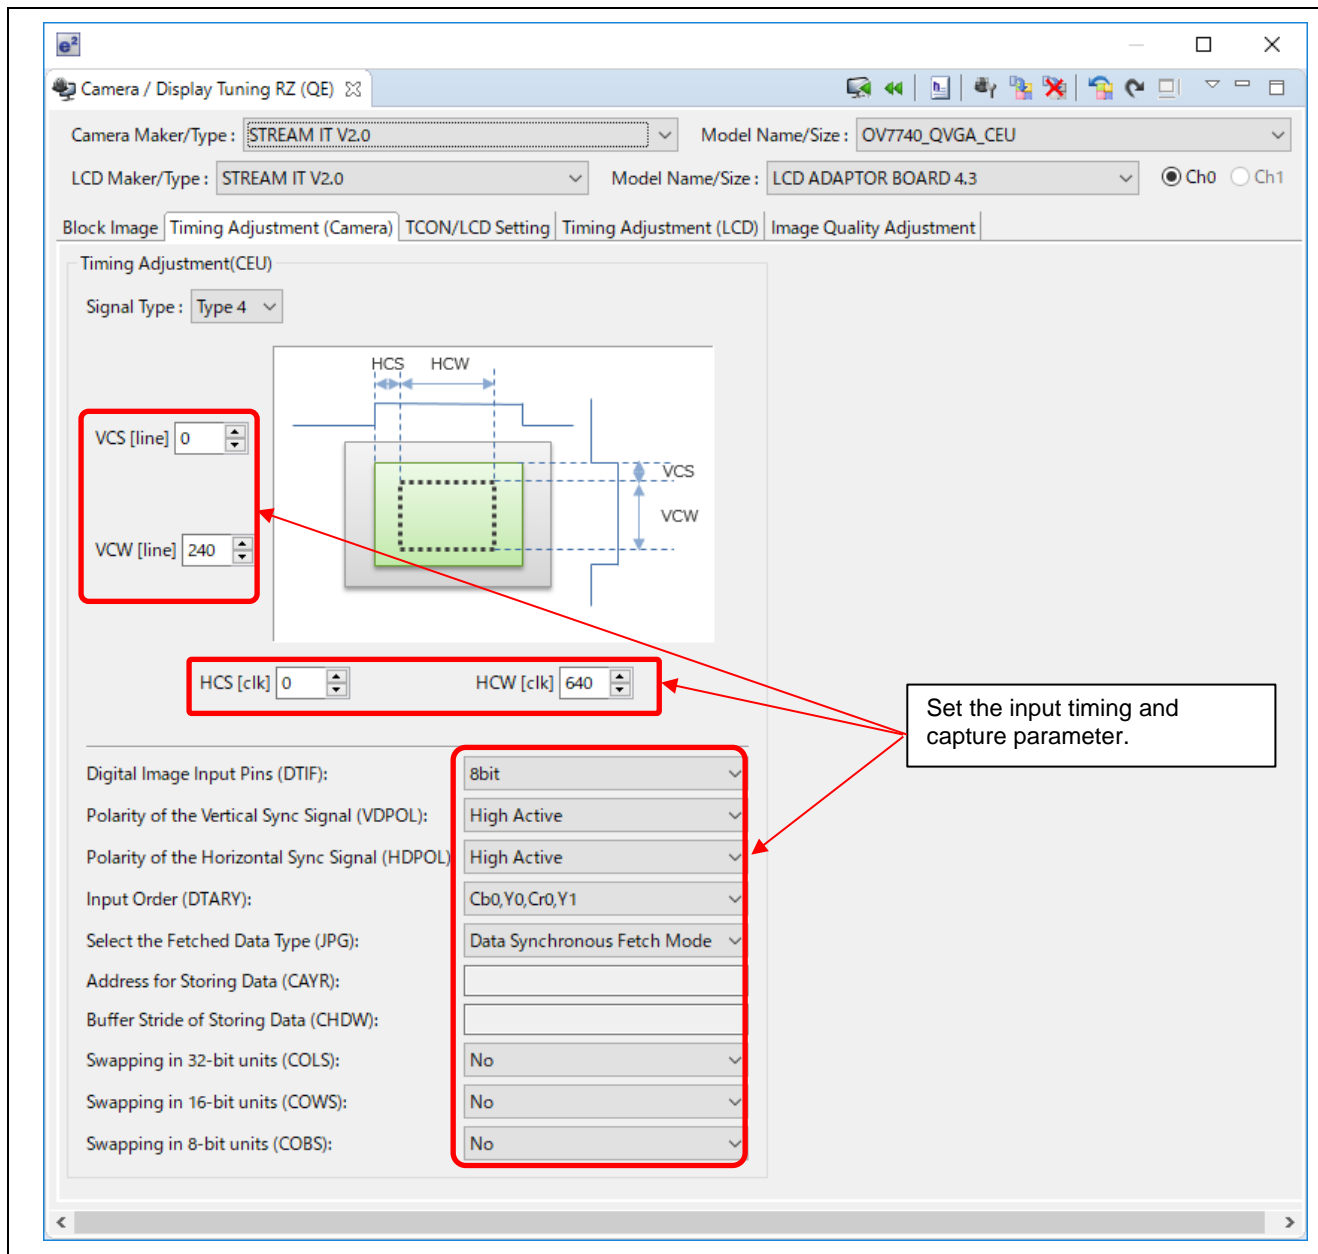 e²
Camera / Display Tuning RZ (QE)
Camera Maker/Type : STREAM IT V2.0 Model Name/Size : OV7740_QVGA_CEU
LCD Maker/Type : STREAM IT V2.0 Model Name/Size : LCD ADAPTOR BOARD 4.3 Ch0 Ch1
Block Image Timing Adjustment (Camera) TCON/LCD Setting Timing Adjustment (LCD) Image Quality Adjustment
Timing Adjustment(CEU)
Signal Type : Type 4
HCS HCW
VCS [line] 0
VCS
VCW
VCW [line] 240
HCS [clk] 0 HCW [clk] 640
Set the input timing and
capture parameter.
Digital Image Input Pins (DTIF): 8bit
Polarity of the Vertical Sync Signal (VDPOL): High Active
Polarity of the Horizontal Sync Signal (HDPOL) High Active
Input Order (DTARY): Cb0,Y0,Cr0,Y1
Select the Fetched Data Type (JPG): Data Synchronous Fetch Mode
Address for Storing Data (CAYR):
Buffer Stride of Storing Data (CHDW):
Swapping in 32-bit units (COLS): No
Swapping in 16-bit units (COWS): No
Swapping in 8-bit units (COBS): No